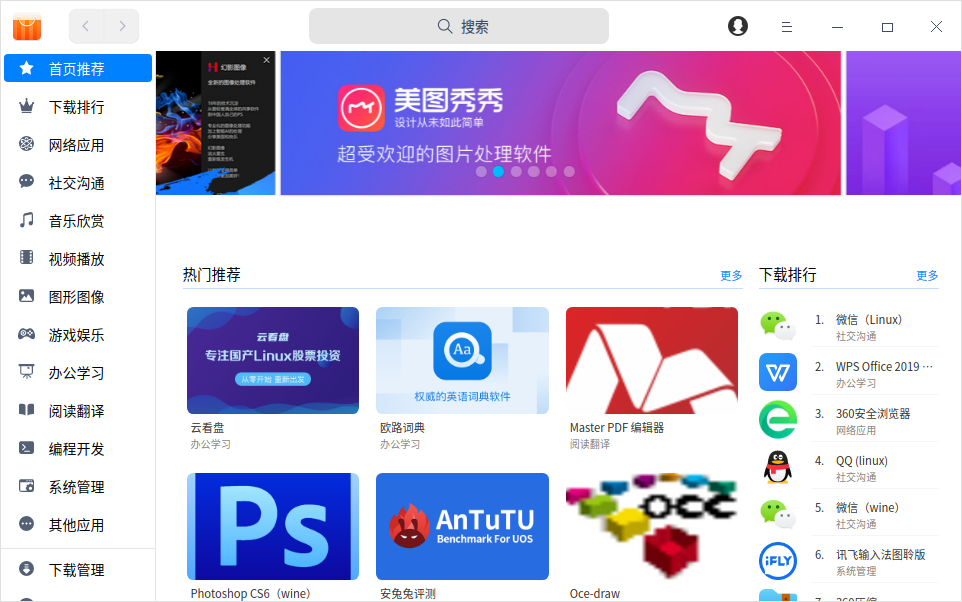 搜索
首页推荐
下载排行
网络应用
社交沟通
音乐欣赏
视频播放
图形图像
游戏娱乐
办公学习
阅读翻译
编程开发
系统管理
其他应用
下载管理
幻影图像
全新的图像处理软件
美图秀秀
设计从未如此简单
超受欢迎的图片处理软件
热门推荐
更多
云看盘
专注国产Linux股票投资
从零开始 重新出发
云看盘
办公学习
Aa
权威的英语词典软件
欧路词典
办公学习
Master PDF 编辑器
阅读翻译
Ps
Photoshop CS6（wine）
AnTuTU
Benchmark For UOS
安兔兔评测
OCC
Oce-draw
下载排行
更多
1. 微信（Linux）
社交沟通
W
2. WPS Office 2019 ···
办公学习
3. 360安全浏览器
网络应用
4. QQ (linux)
社交沟通
5. 微信（wine）
社交沟通
iFLY
6. 讯飞输入法图聆版
系统管理
7. 360压缩